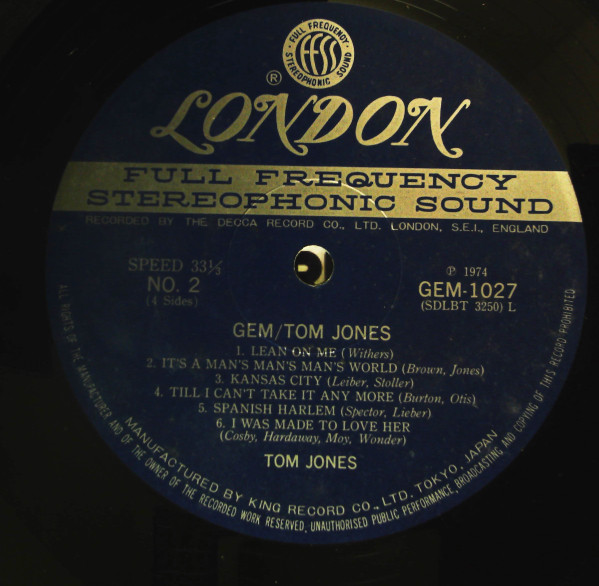 FULL FREQUENCY
FFSS
STEREOPHONIC SOUND
®
LONDON
FULL FREQUENCY
STEREOPHONIC SOUND
RECORDED BY THE DECCA RECORD CO., LTD. LONDON, S.E.I., ENGLAND
SPEED 33⅓
NO. 2
(4 Sides)
℗ 1974
GEM-1027
(SDLBT 3250) L
GEM/TOM JONES
1. LEAN ON ME (Withers)
2. IT'S A MAN'S MAN'S MAN'S WORLD (Brown, Jones)
3. KANSAS CITY (Leiber, Stoller)
4. TILL I CAN'T TAKE IT ANY MORE (Burton, Otis)
5. SPANISH HARLEM (Spector, Lieber)
6. I WAS MADE TO LOVE HER
(Cosby, Hardaway, Moy, Wonder)
TOM JONES
MANUFACTURED BY KING RECORD CO., LTD. TOKYO, JAPAN
ALL RIGHTS OF THE MANUFACTURER AND OF THE OWNER OF THE RECORDED WORK RESERVED, UNAUTHORISED PUBLIC PERFORMANCE, BROADCASTING AND COPYING OF THIS RECORD PROHIBITED